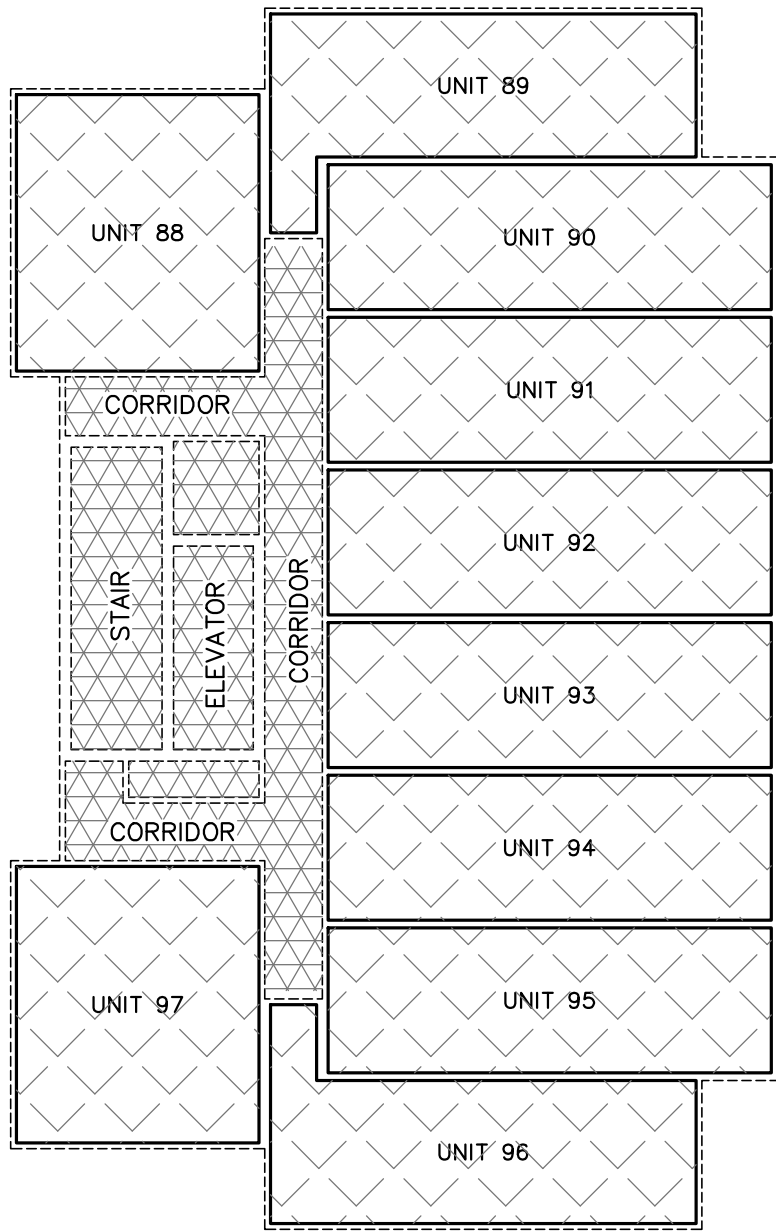 UNIT 89
UNIT 88
UNIT 90
UNIT 91
CORRIDOR
UNIT 92
STAIR
ELEVATOR
CORRIDOR
UNIT 93
CORRIDOR
UNIT 94
UNIT 97
UNIT 95
UNIT 96